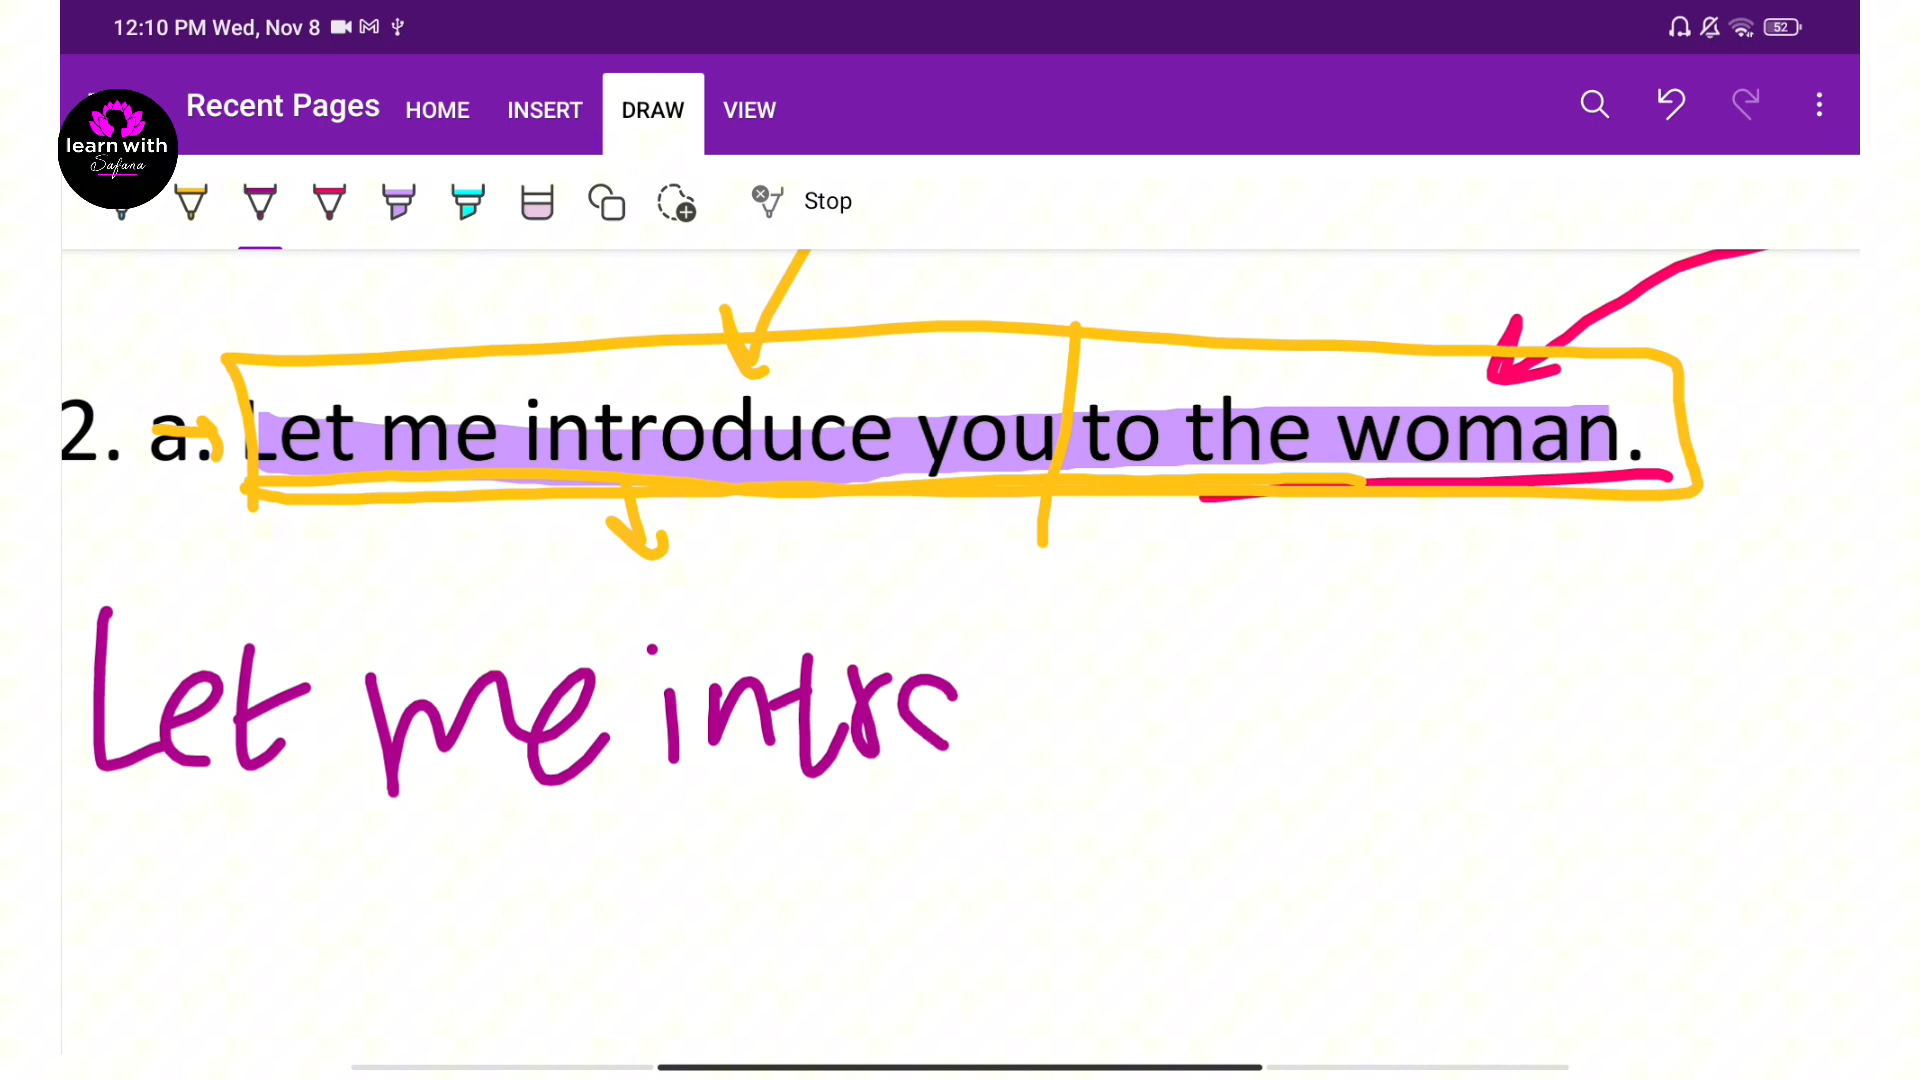 12:10 PM Wed, Nov 8
52
Recent Pages HOME INSERT DRAW VIEW
learn with
Safana
Stop
2. a. Let me introduce you to the woman.
Let me intro